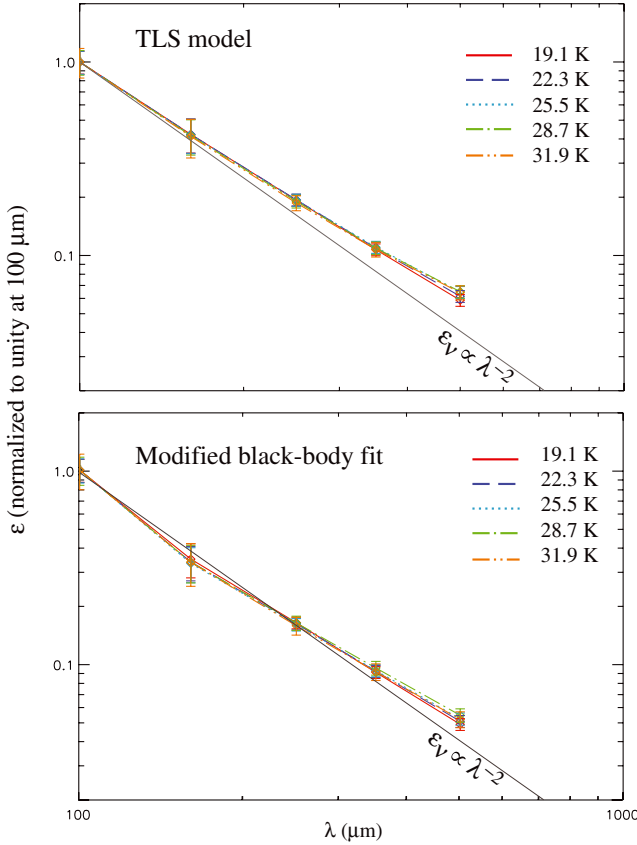 TLS model
19.1 K
22.3 K
25.5 K
28.7 K
31.9 K
1.0
0.1
εν ∝ λ−2
ε (normalized to unity at 100 μm)
Modified black-body fit
19.1 K
22.3 K
25.5 K
28.7 K
31.9 K
1.0
0.1
εν ∝ λ−2
100
1000
λ (μm)